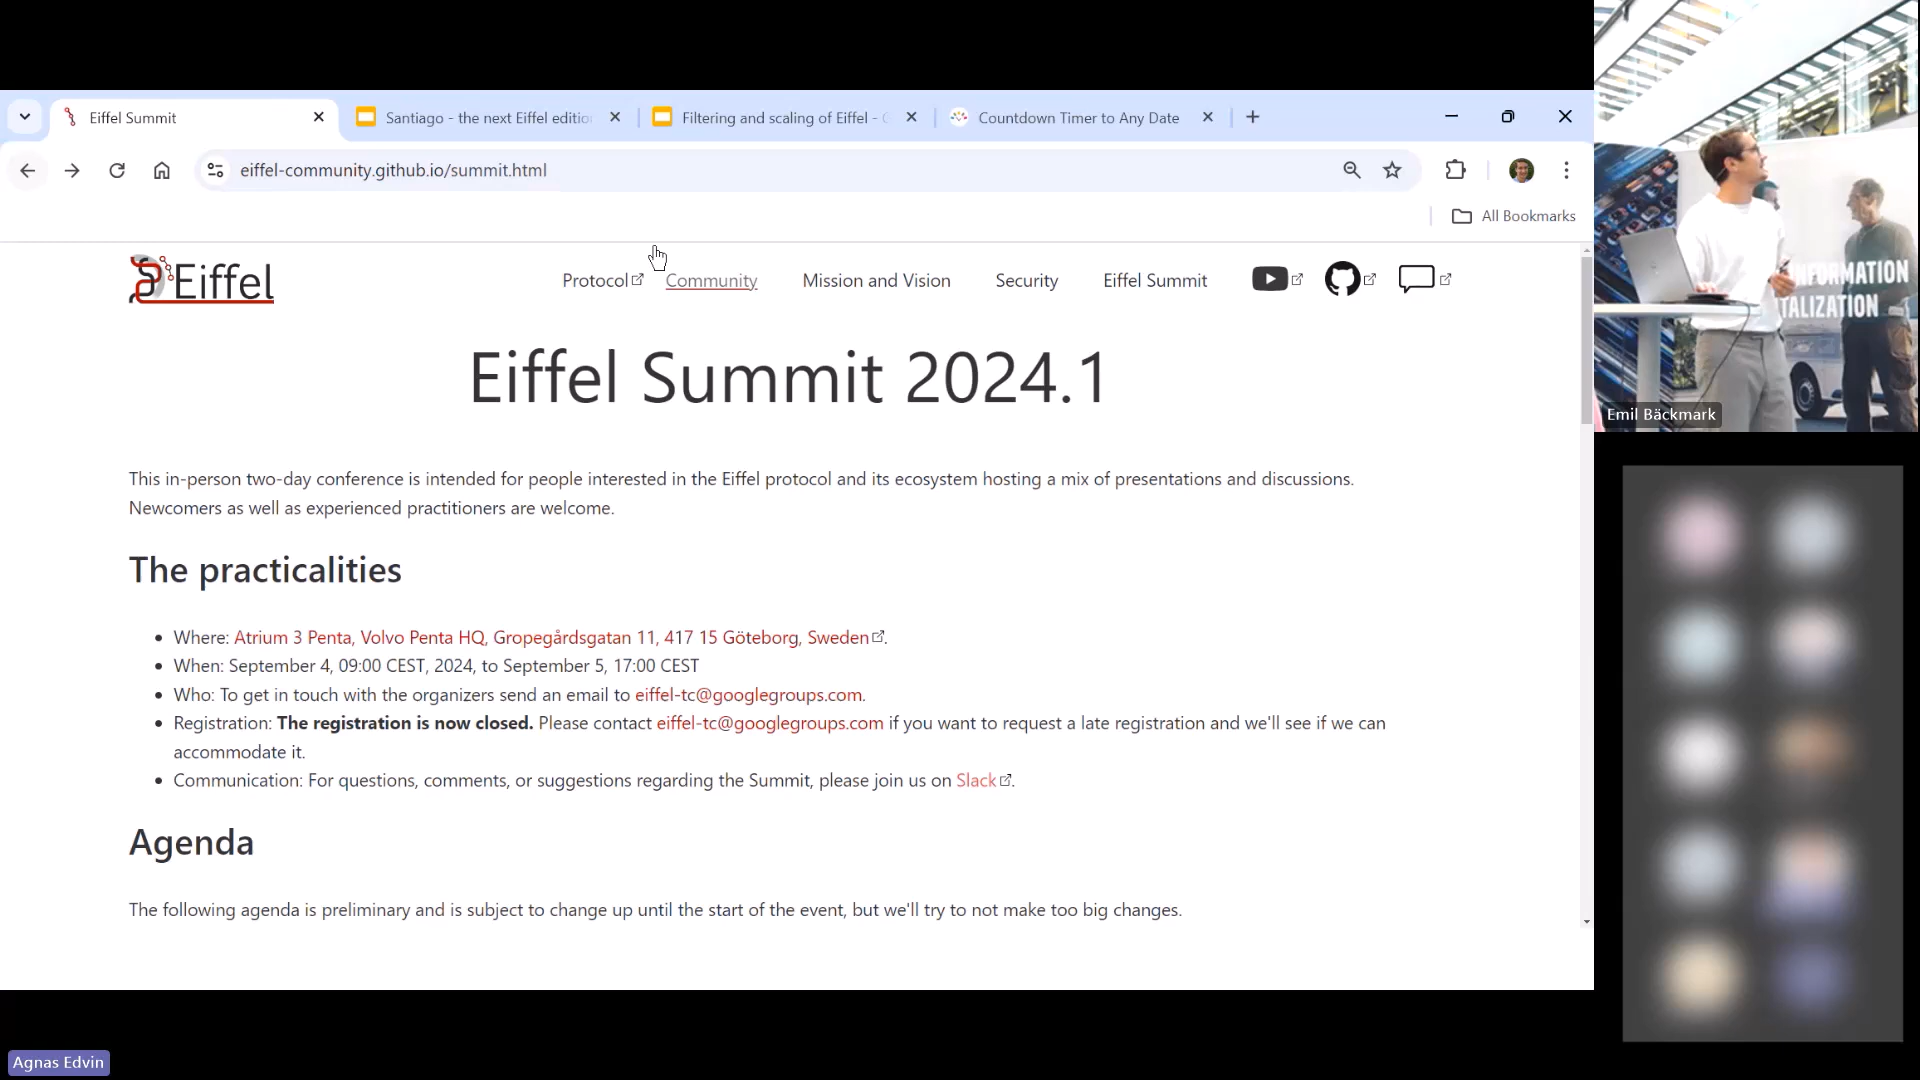 Eiffel Summit
Santiago - the next Eiffel editio
Filtering and scaling of Eiffel -
Countdown Timer to Any Date
eiffel-community.github.io/summit.html
All Bookmarks
Eiffel
Protocol
Community
Mission and Vision
Security
Eiffel Summit
Eiffel Summit 2024.1
This in-person two-day conference is intended for people interested in the Eiffel protocol and its ecosystem hosting a mix of presentations and discussions.
Newcomers as well as experienced practitioners are welcome.
The practicalities
• Where: Atrium 3 Penta, Volvo Penta HQ, Gropegårdsgatan 11, 417 15 Göteborg, Sweden.
• When: September 4, 09:00 CEST, 2024, to September 5, 17:00 CEST
• Who: To get in touch with the organizers send an email to eiffel-tc@googlegroups.com.
• Registration: The registration is now closed. Please contact eiffel-tc@googlegroups.com if you want to request a late registration and we'll see if we can
accommodate it.
• Communication: For questions, comments, or suggestions regarding the Summit, please join us on Slack.
Agenda
The following agenda is preliminary and is subject to change up until the start of the event, but we'll try to not make too big changes.
Emil Bäckmark
Agnas Edvin